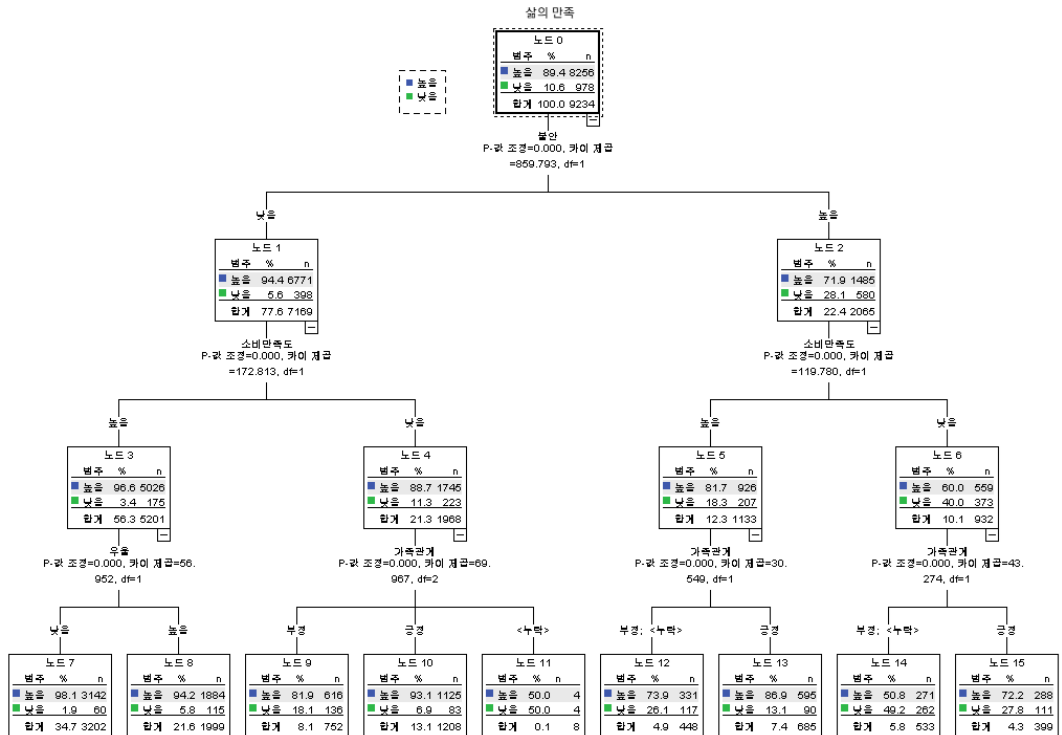 삶의 만족
노드 0
범주 % n
높음 89.4 8256
낮음 10.6 978
합계 100.0 9234
높음
낮음
불안
P-값 조정=0.000, 카이 제곱
=859.793, df=1
낮음
높음
노드 1
범주 % n
높음 94.4 6771
낮음 5.6 398
합계 77.6 7169
노드 2
범주 % n
높음 71.9 1485
낮음 28.1 580
합계 22.4 2065
소비만족도
P-값 조정=0.000, 카이 제곱
=172.813, df=1
소비만족도
P-값 조정=0.000, 카이 제곱
=119.780, df=1
높음
낮음
높음
낮음
노드 3
범주 % n
높음 96.6 5026
낮음 3.4 175
합계 56.3 5201
노드 4
범주 % n
높음 88.7 1745
낮음 11.3 223
합계 21.3 1968
노드 5
범주 % n
높음 81.7 926
낮음 18.3 207
합계 12.3 1133
노드 6
범주 % n
높음 60.0 559
낮음 40.0 373
합계 10.1 932
우울
P-값 조정=0.000, 카이 제곱=56.
952, df=1
가족관계
P-값 조정=0.000, 카이 제곱=69.
967, df=2
가족관계
P-값 조정=0.000, 카이 제곱=30.
549, df=1
가족관계
P-값 조정=0.000, 카이 제곱=43.
274, df=1
낮음
높음
부정
긍정
<누락>
부정; <누락>
긍정
부정; <누락>
긍정
노드 7
범주 % n
높음 98.1 3142
낮음 1.9 60
합계 34.7 3202
노드 8
범주 % n
높음 94.2 1884
낮음 5.8 115
합계 21.6 1999
노드 9
범주 % n
높음 81.9 616
낮음 18.1 136
합계 8.1 752
노드 10
범주 % n
높음 93.1 1125
낮음 6.9 83
합계 13.1 1208
노드 11
범주 % n
높음 50.0 4
낮음 50.0 4
합계 0.1 8
노드 12
범주 % n
높음 73.9 331
낮음 26.1 117
합계 4.9 448
노드 13
범주 % n
높음 86.9 595
낮음 13.1 90
합계 7.4 685
노드 14
범주 % n
높음 50.8 271
낮음 49.2 262
합계 5.8 533
노드 15
범주 % n
높음 72.2 288
낮음 27.8 111
합계 4.3 399